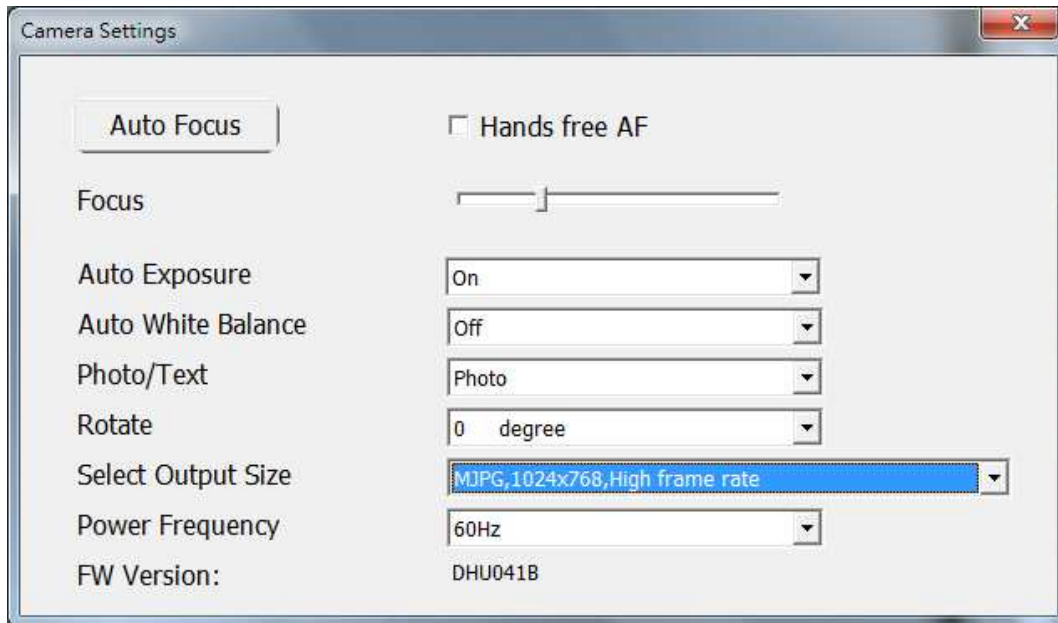 Camera Settings
Auto Focus Hands free AF
Focus
Auto Exposure On
Auto White Balance Off
Photo/Text Photo
Rotate 0 degree
Select Output Size MJPG,1024x768,High frame rate
Power Frequency 60Hz
FW Version: DHU041B